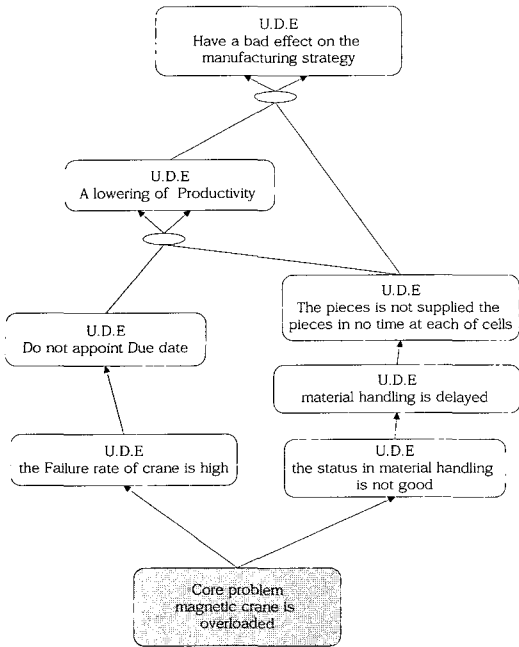 U.D.E
Have a bad effect on the
manufacturing strategy
U.D.E
A lowering of Productivity
U.D.E
The pieces is not supplied the
pieces in no time at each of cells
U.D.E
Do not appoint Due date
U.D.E
material handling is delayed
U.D.E
the Failure rate of crane is high
U.D.E
the status in material handling
is not good
Core problem
magnetic crane is
overloaded